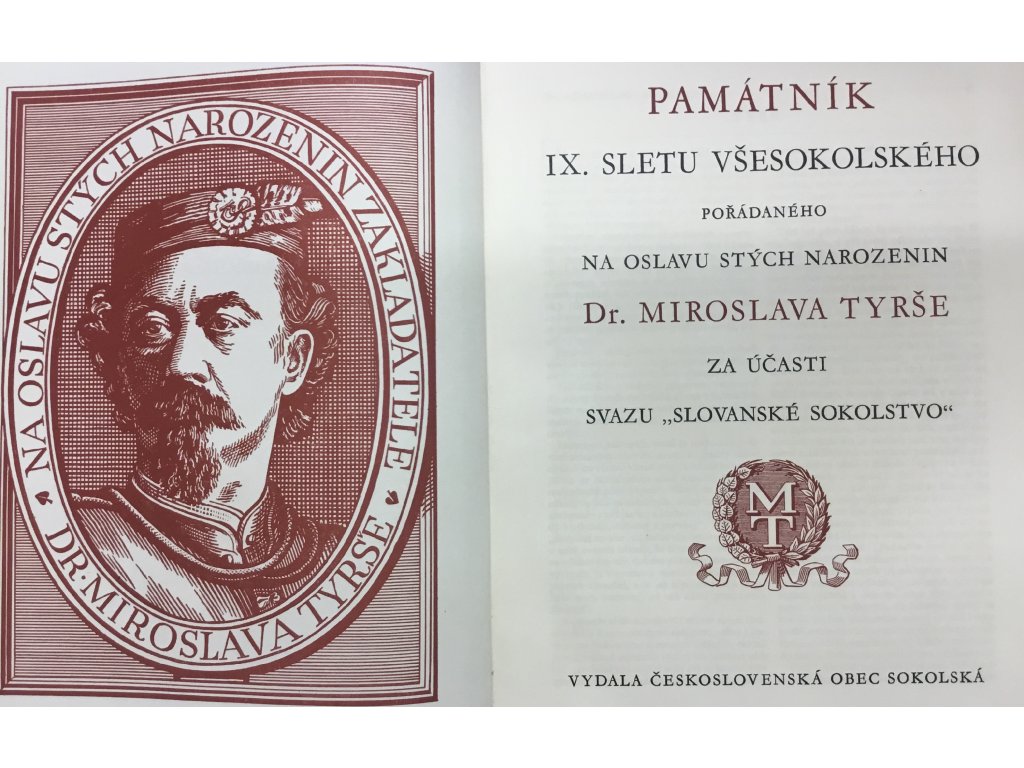 NA OSLAVU STÝCH NAROZENIN ZAKLADATELE
DR. MIROSLAVA TYRŠE
PAMÁTNÍK
IX. SLETU VŠESOKOLSKÉHO
POŘÁDANÉHO
NA OSLAVU STÝCH NAROZENIN
Dr. MIROSLAVA TYRŠE
ZA ÚČASTI
SVAZU „SLOVANSKÉ SOKOLSTVO“
M
T
VYDALA ČESKOSLOVENSKÁ OBEC SOKOLSKÁ